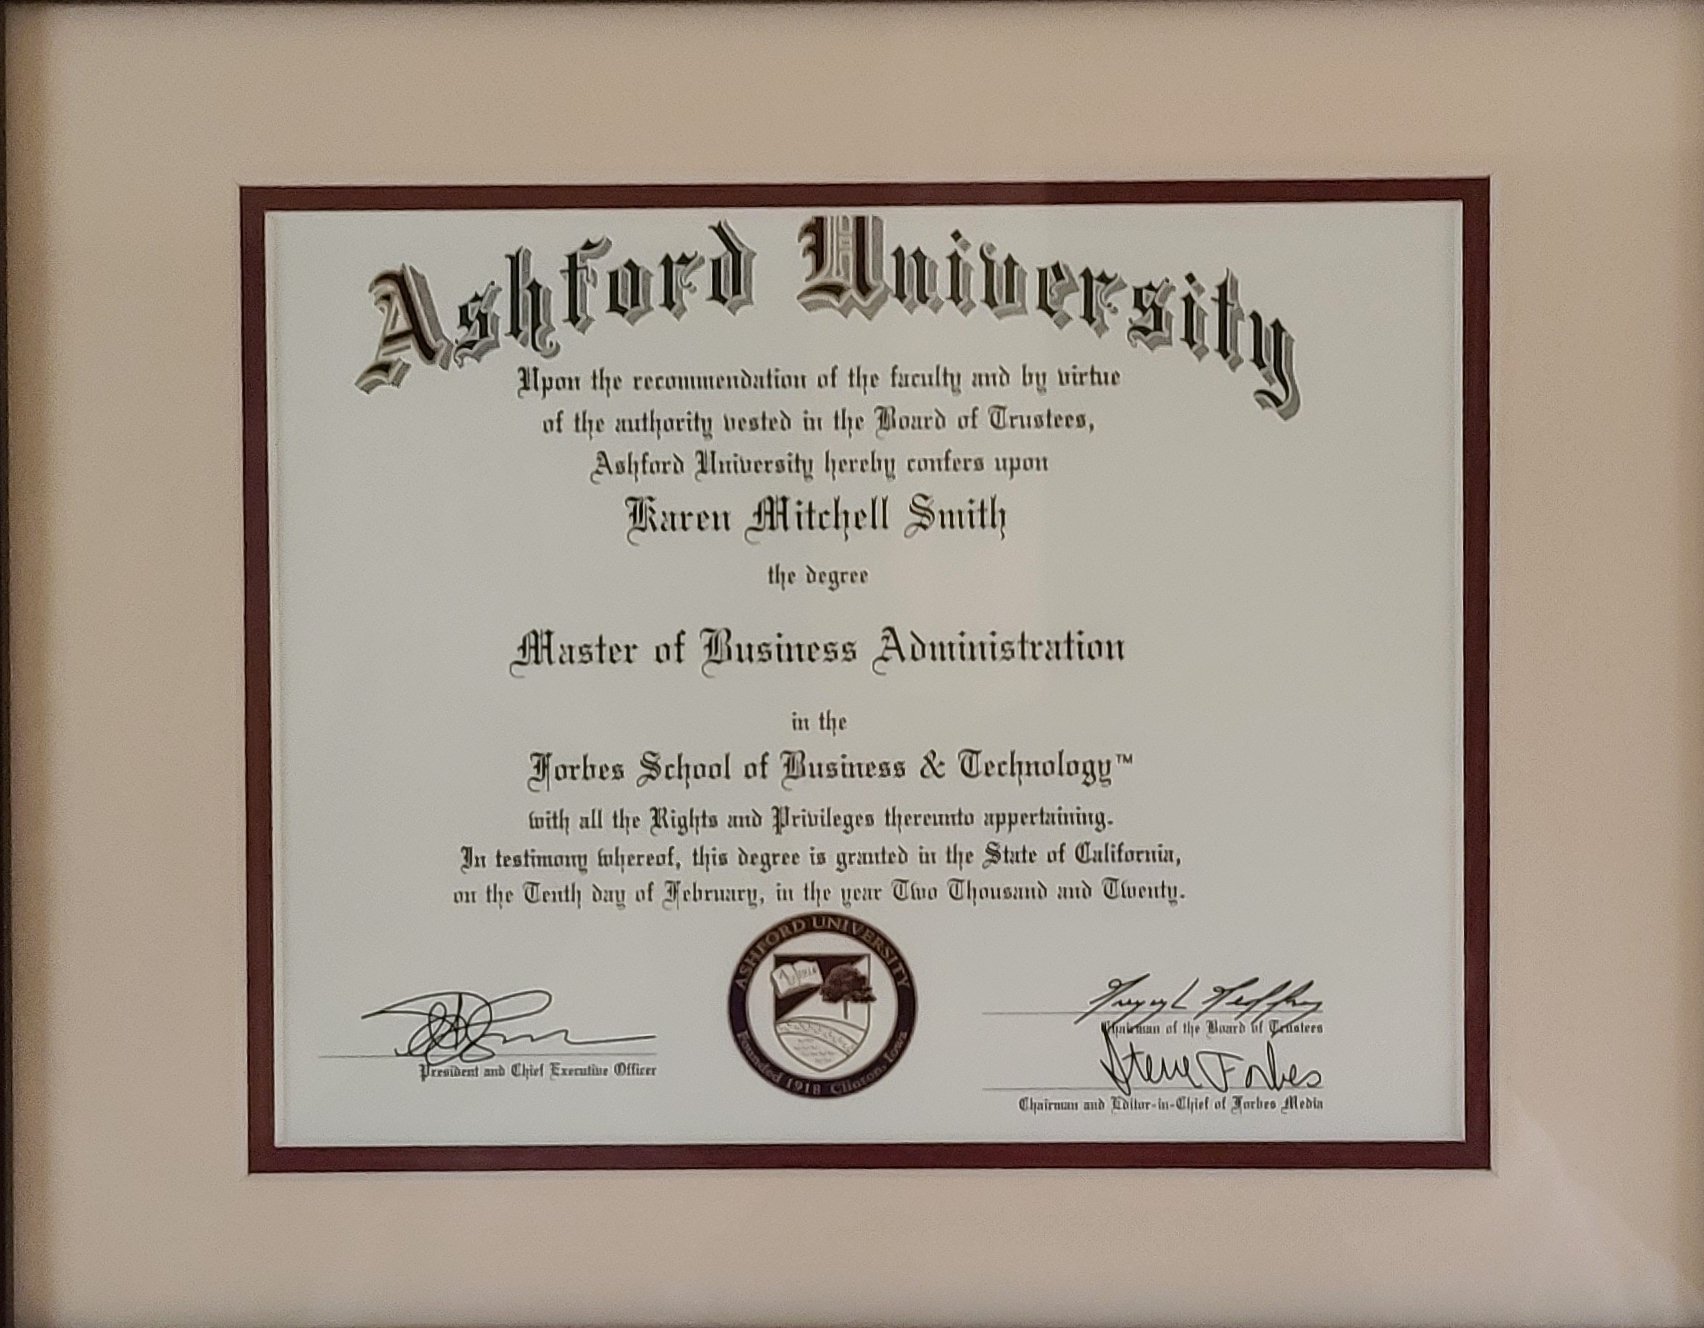 Ashford University
Upon the recommendation of the faculty and by virtue
of the authority vested in the Board of Trustees,
Ashford University hereby confers upon
Karen Mitchell Smith
the degree
Master of Business Administration
in the
Forbes School of Business & Technology™
with all the Rights and Privileges thereunto appertaining.
In testimony whereof, this degree is granted in the State of California,
on the Tenth day of February, in the year Two Thousand and Twenty.
ASHFORD UNIVERSITY
1918
Founded 1918 Clinton, Iowa
President and Chief Executive Officer
Chairman of the Board of Trustees
Steve Forbes
Chairman and Editor-in-Chief of Forbes Media